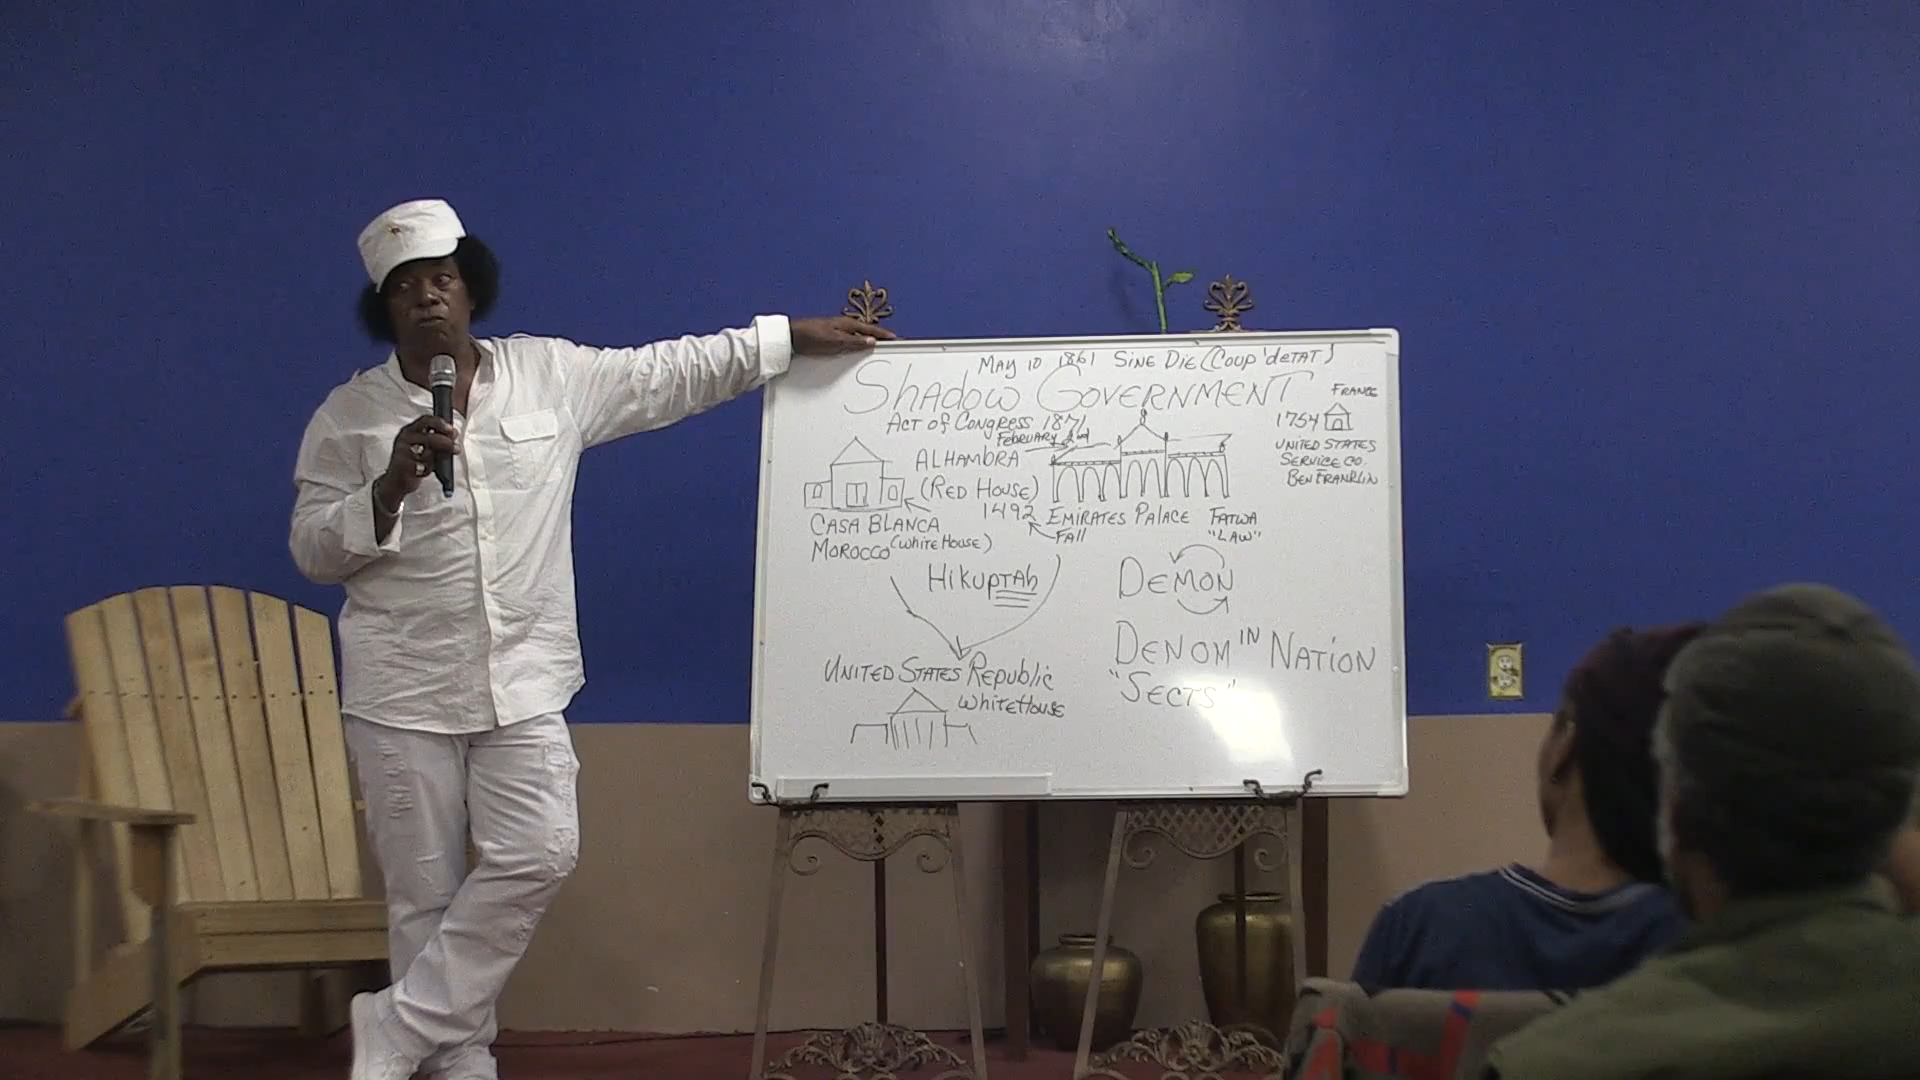 MAY 10 1861 SINE DIE (COUP 'deTAT)
Shadow GOVERNMENT
FRANCE
1754
UNITED STATES
SERVICE CO.
BEN FRANKLIN
ACT OF CONGRESS 1871
February 2nd
ALHAMBRA
(RED HOUSE)
1492
FAll
CASA BLANCA
MOROCCO (WHITE HOUSE)
EMIRATES PALACE
FATWA
"LAW"
HIKUPTAh
DEMON
DENOM IN NATION
"SECTS"
UNITED STATES REPUBLIC
WHITEHOUSE